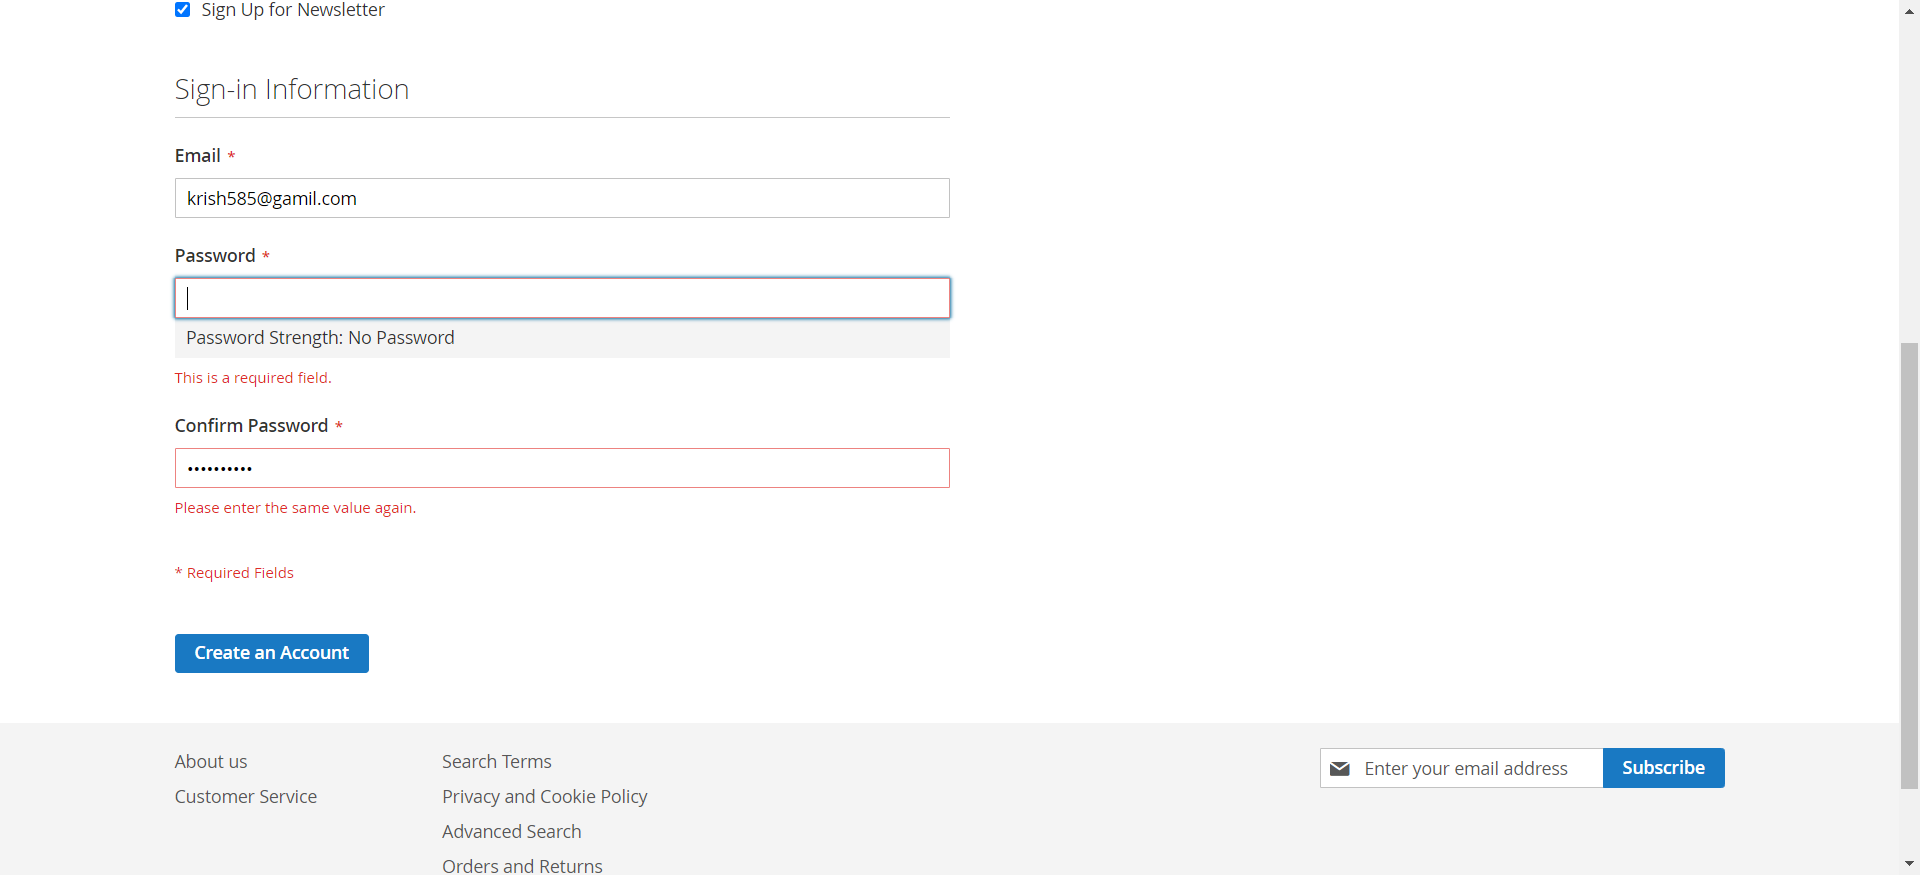 Sign Up for Newsletter
Sign-in Information
Email *
krish585@gamil.com
Password *
Password Strength: No Password
This is a required field.
Confirm Password *
••••••••••
Please enter the same value again.
* Required Fields
Create an Account
About us
Customer Service
Search Terms
Privacy and Cookie Policy
Advanced Search
Orders and Returns
Enter your email address
Subscribe